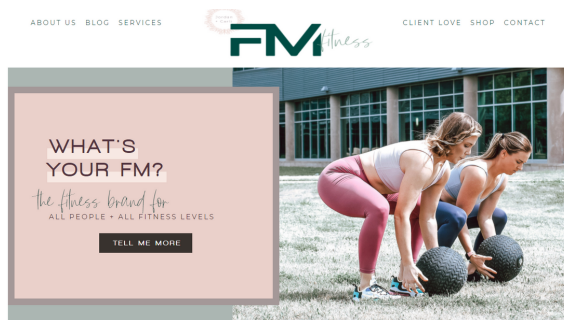 ABOUT US BLOG SERVICES
FM fitness
CLIENT LOVE SHOP CONTACT
WHAT'S
YOUR FM?
the fitness brand for
ALL PEOPLE + ALL FITNESS LEVELS
TELL ME MORE